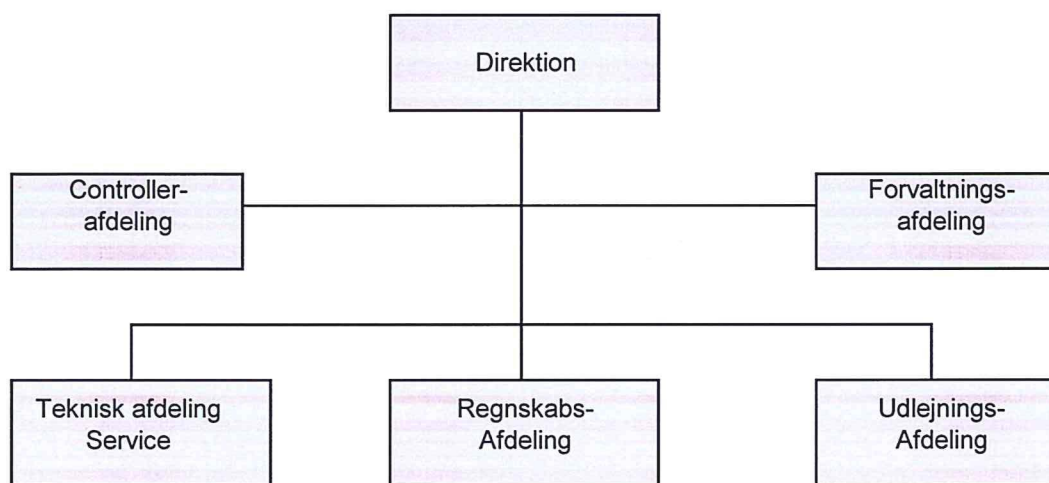 Direktion
Controller-
afdeling
Forvaltnings-
afdeling
Teknisk afdeling
Service
Regnskabs-
Afdeling
Udlejnings-
Afdeling